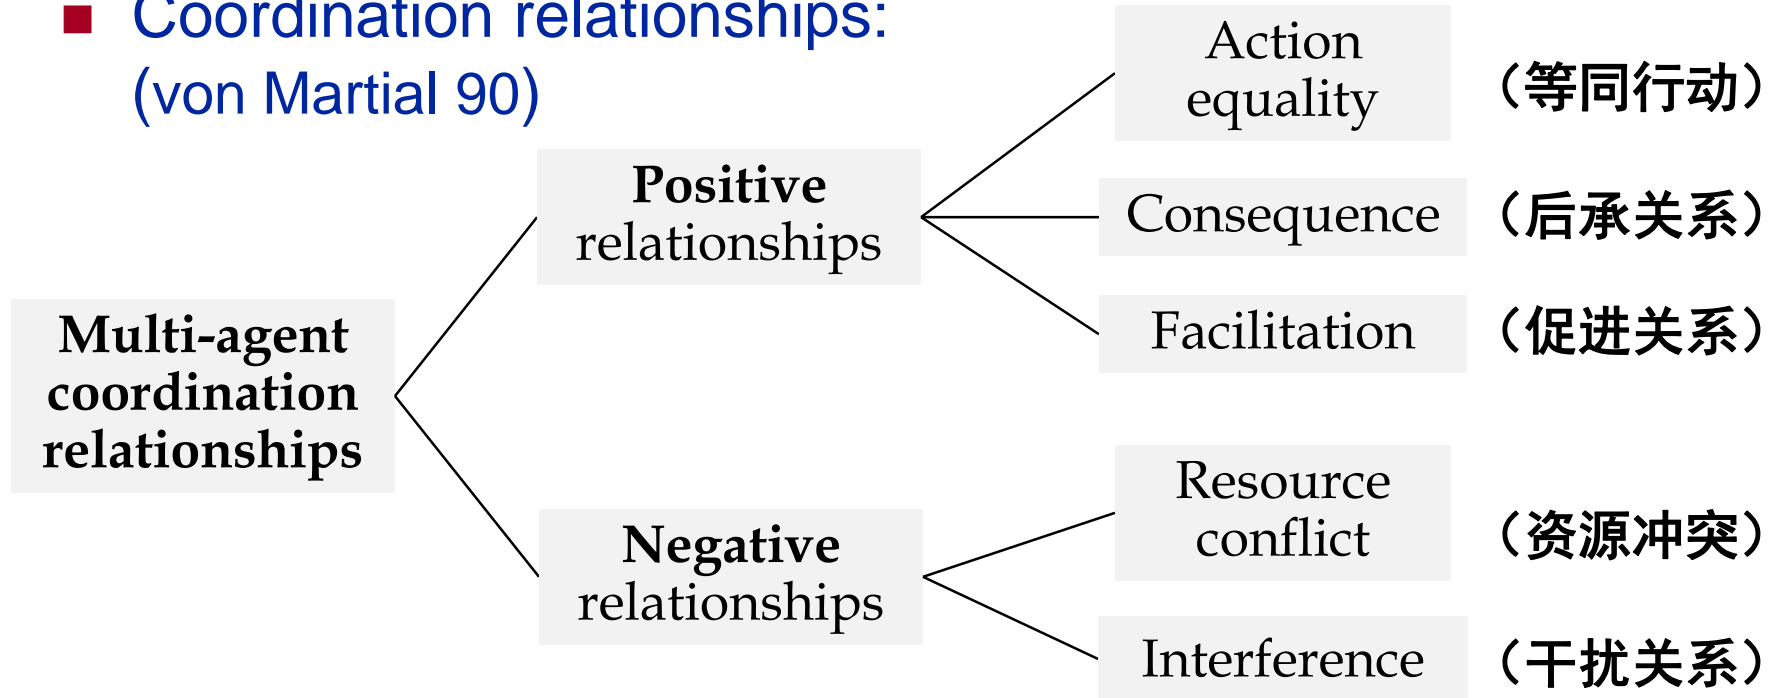 ■ Coordination relationships:
(von Martial 90)
Action
equality
（等同行动）
Positive
relationships
Consequence
（后承关系）
Facilitation
（促进关系）
Multi-agent
coordination
relationships
Resource
conflict
（资源冲突）
Negative
relationships
Interference
（干扰关系）